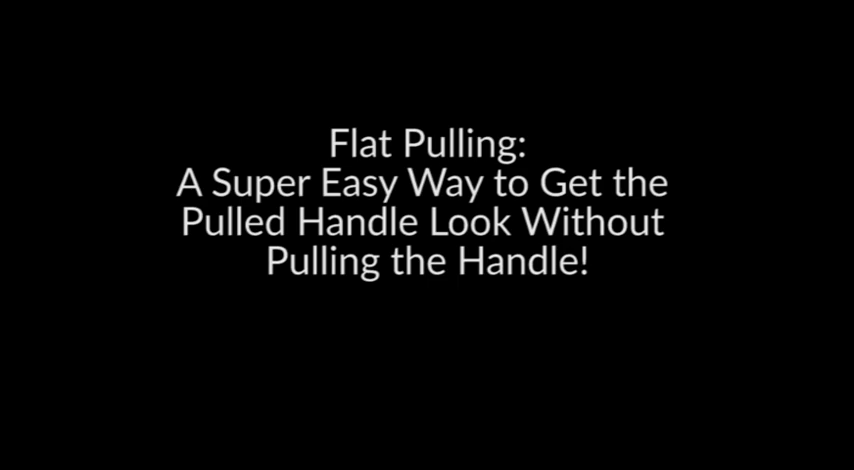 Flat Pulling:
A Super Easy Way to Get the
Pulled Handle Look Without
Pulling the Handle!